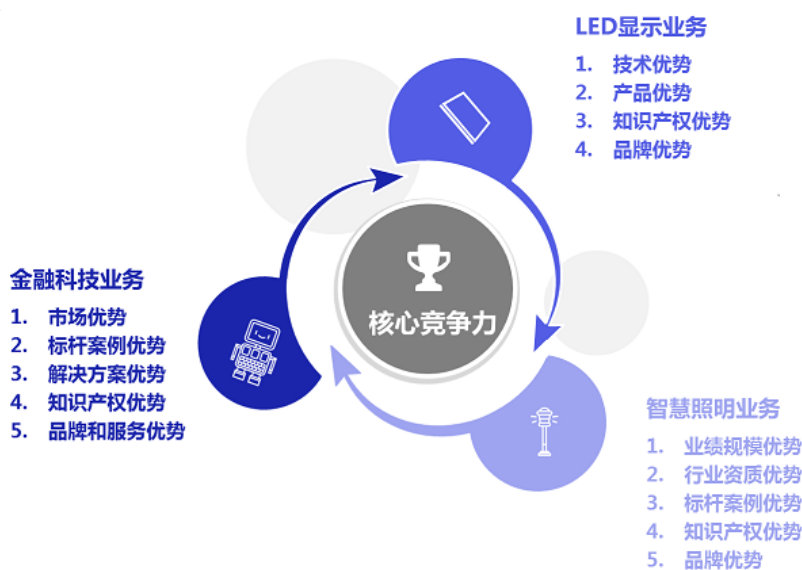 LED显示业务
1. 技术优势
2. 产品优势
3. 知识产权优势
4. 品牌优势
核心竞争力
金融科技业务
1. 市场优势
2. 标杆案例优势
3. 解决方案优势
4. 知识产权优势
5. 品牌和服务优势
智慧照明业务
1. 业绩规模优势
2. 行业资质优势
3. 标杆案例优势
4. 知识产权优势
5. 品牌优势